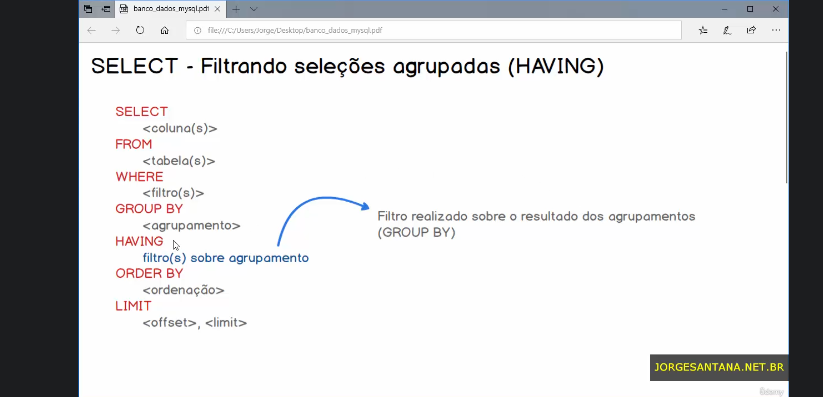 banco_dados_mysql.pdf
file:///C:/Users/Jorge/Desktop/banco_dados_mysql.pdf
SELECT - Filtrando seleções agrupadas (HAVING)
SELECT
<coluna(s)>
FROM
<tabela(s)>
WHERE
<filtro(s)>
GROUP BY
<agrupamento>
HAVING
filtro(s) sobre agrupamento
ORDER BY
<ordenação>
LIMIT
<offset>, <limit>
Filtro realizado sobre o resultado dos agrupamentos
(GROUP BY)
JORGESANTANA.NET.BR
Udemy